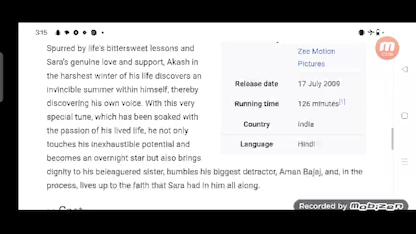 3:15
Spurred by life's bittersweet lessons and
Sara's genuine love and support, Akash in
the harshest winter of his life discovers an
invincible summer within himself, thereby
discovering his own voice. With this very
special tune, which has been soaked with
the passion of his lived life, he not only
touches his inexhaustible potential and
becomes an overnight star but also brings
dignity to his beleaguered sister, humbles his biggest detractor, Aman Bajaj, and, in the
process, lives up to the faith that Sara had in him all along.
Zee Motion
Pictures
Release date 17 July 2009
Running time 126 minutes[1]
Country India
Language Hindi
Recorded by Mobizen